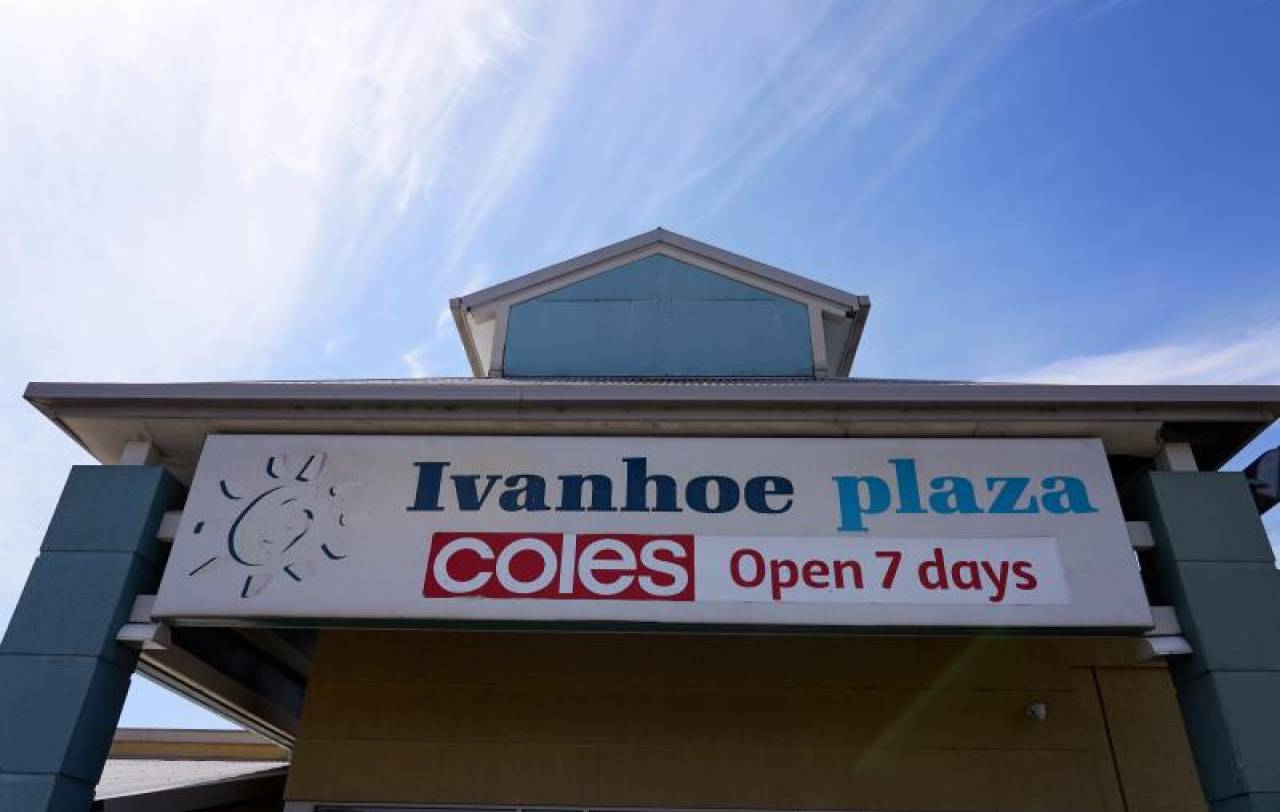 Ivanhoe plaza
coles Open 7 days